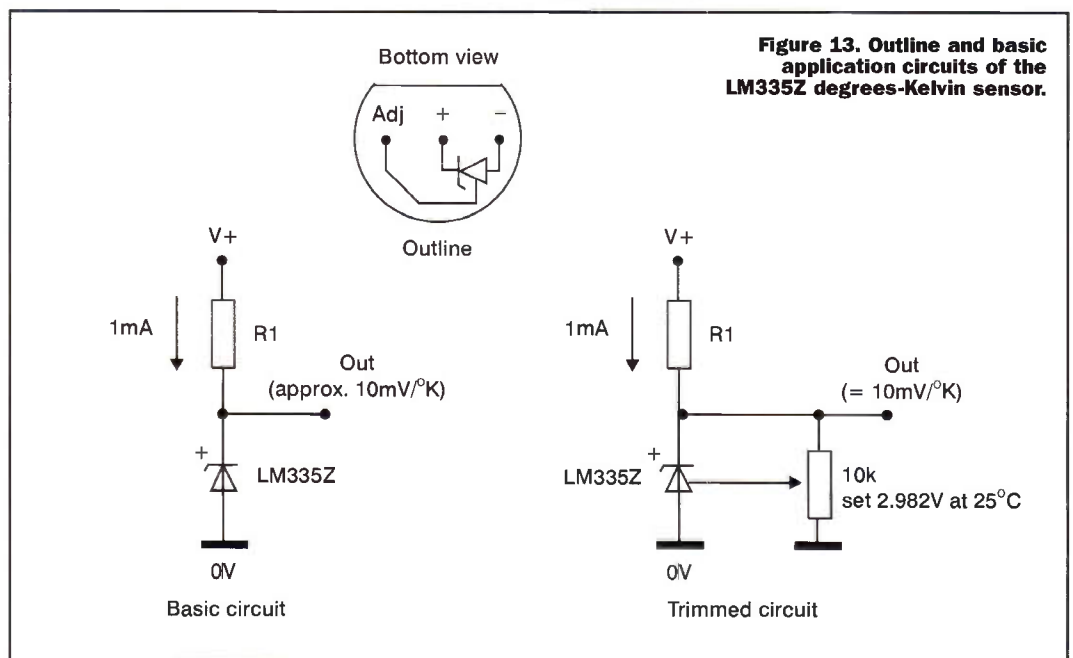 Figure 13. Outline and basic
application circuits of the
LM335Z degrees-Kelvin sensor.
Bottom view
Adj + −
Outline
V+
1mA
R1
Out
(approx. 10mV/°K)
+
LM335Z
0V
Basic circuit
V+
1mA
R1
Out
(= 10mV/°K)
+
LM335Z
10k
set 2.982V at 25°C
0V
Trimmed circuit